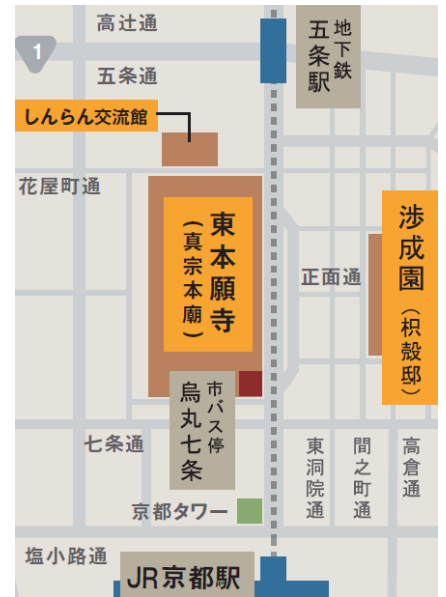 高辻通
1
五条通
地下鉄
五条駅
しんらん交流館
花屋町通
東本願寺
（真宗本廟）
渉成園
（枳殻邸）
正面通
市バス停
烏丸七条
七条通
東洞院通
間之町通
高倉通
京都タワー
塩小路通
JR京都駅